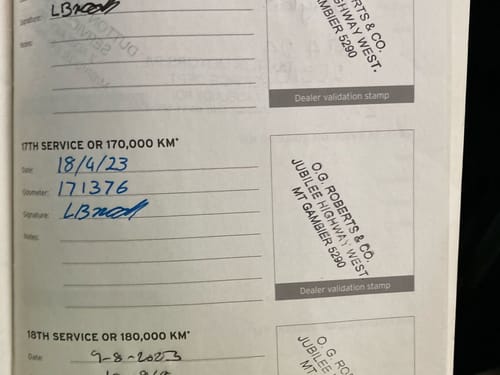 Signature: LBrodd
Notes:
ROBERTS & CO.
HIGHWAY WEST.
GAMBIER 5290
Dealer validation stamp
17TH SERVICE OR 170,000 KM*
Date: 18/4/23
Odometer: 171376
Signature:
Notes:
O.G. ROBERTS & CO.
JUBILEE HIGHWAY WEST.
MT GAMBIER 5290
Dealer validation stamp
18TH SERVICE OR 180,000 KM*
Date: 9-8-2023
O.G. ROB
JUBILEE
MT